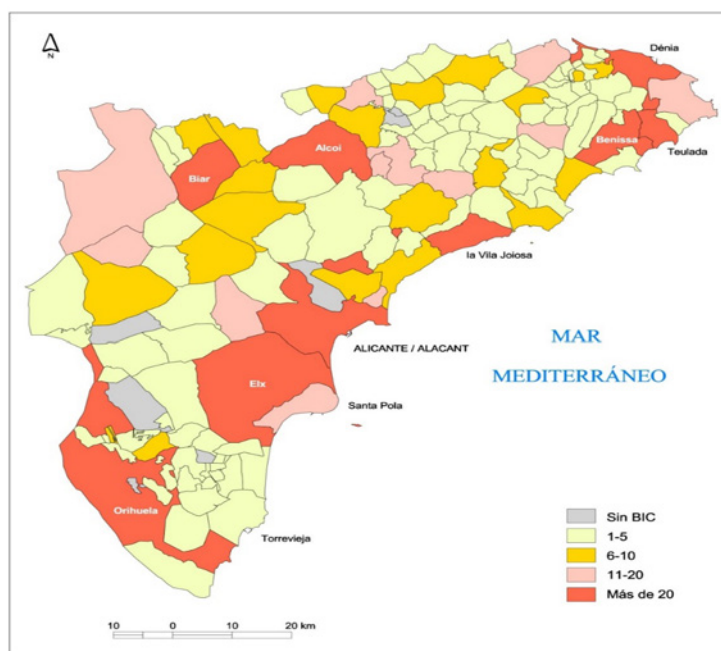 N
Dénia
Alcoi
Benissa
Biar
Teulada
la Vila Joiosa
MAR
MEDITERRÁNEO
ALICANTE / ALACANT
Elx
Santa Pola
Orihuela
Torrevieja
Sin BIC
1-5
6-10
11-20
Más de 20
10 0 10 20 km